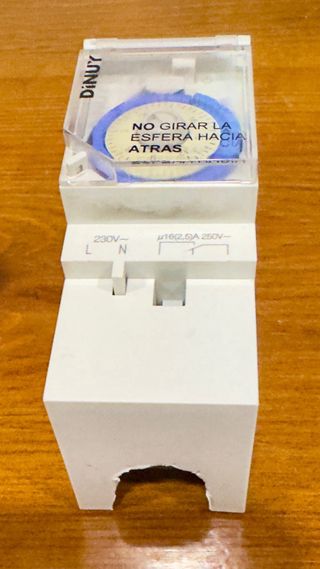 DiNUY
NO GIRAR LA
ESFERA HACIA
ATRAS
230V~
L N
µ16(2,5)A 250V~